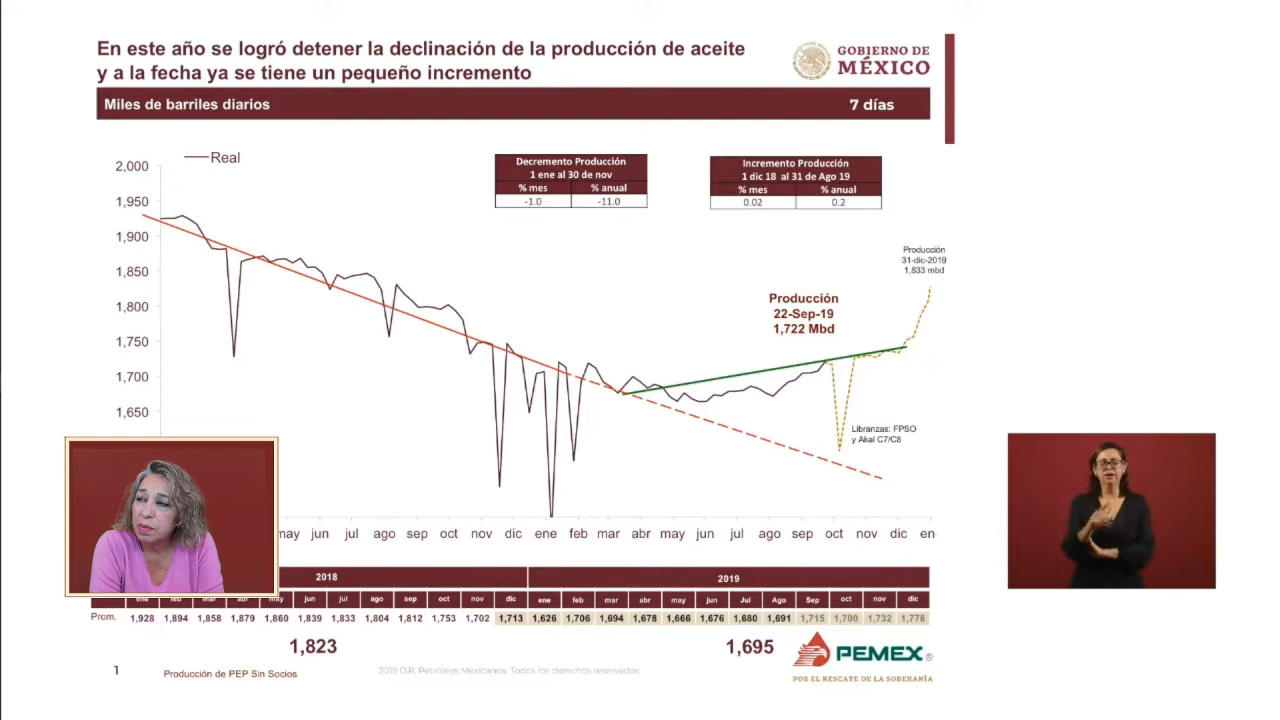 En este año se logró detener la declinación de la producción de aceite
y a la fecha ya se tiene un pequeño incremento
GOBIERNO DE
MÉXICO
Miles de barriles diarios
7 días
Real
2,000
1,950
1,900
1,850
1,800
1,750
1,700
1,650
Decremento Producción
1 ene al 30 de nov
% mes % anual
-1.0 -11.0
Incremento Producción
1 dic 18 al 31 de Ago 19
% mes % anual
0.02 0.2
Producción
31-dic-2019
1,833 mbd
Producción
22-Sep-19
1,722 Mbd
Libranzas: FPSO
y Akal C7/C8
may jun jul ago sep oct nov dic ene feb mar abr may jun jul ago sep oct nov dic en
2018 2019
ene feb mar abr may jun jul ago sep oct nov dic ene feb mar abr may jun Jul Ago Sep oct nov dic
Prom. 1,928 1,894 1,858 1,879 1,860 1,839 1,833 1,804 1,812 1,753 1,702 1,713 1,626 1,706 1,694 1,678 1,666 1,676 1,680 1,691 1,715 1,700 1,732 1,778
1,823 1,695
PEMEX®
POR EL RESCATE DE LA SOBERANÍA
1
Producción de PEP Sin Socios
2019 D.R. Petróleos Mexicanos. Todos los derechos reservados